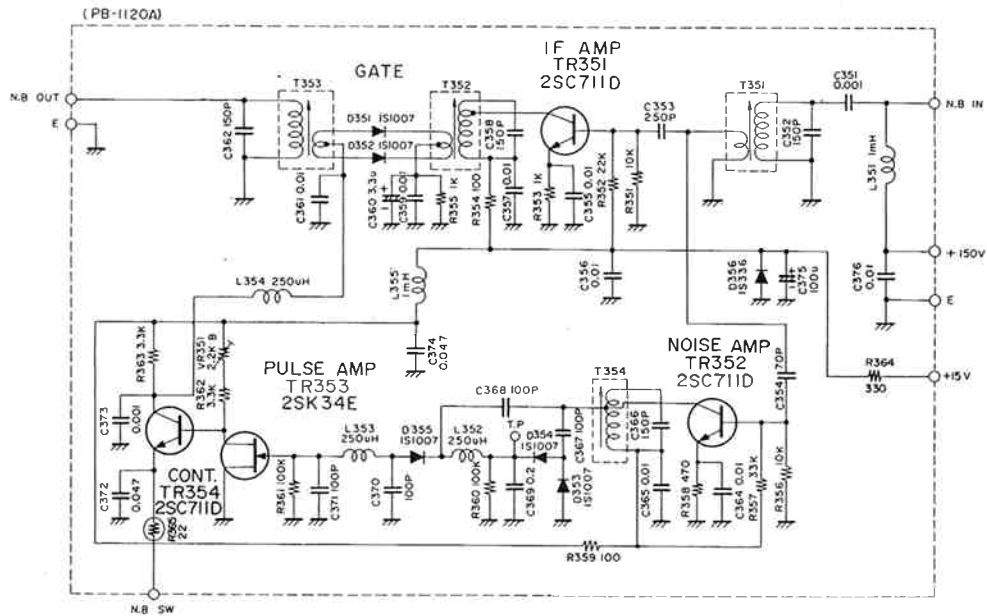 (PB-1120A)
GATE
IF AMP
TR351
2SC711D
T353
T352
T351
C351
0.001
N.B OUT
N.B IN
E
C362 150P
D351 1S1007
D352 1S1007
C358
150P
C353
250P
C352
150P
L351 1mH
C361 0.01
C360 3.3u
C359 0.01
R355 1K
R354 100
C357 0.01
R353 1K
C355 0.01
R352 22K
R351 10K
+150V
L354 250uH
L355
1mH
C356
0.01
D356
1S336
C375
100u
C376
0.01
E
R363 3.3K
VR351
2.2K B
R362
3.3K
PULSE AMP
TR353
2SK34E
C374
0.047
NOISE AMP
TR352
2SC711D
C354 170P
R364
330
+15V
C373
0.001
C368 100P
T354
L353
250uH
D355
1S1007
L352
250uH
T.P
D354
1S1007
C367 100P
C366
150P
CONT.
TR354
2SC711D
C372
0.047
R361 100K
C371 100P
C370
100P
R360 100K
C369 0.2
D353
1S1007
C365 0.01
R358 470
C364 0.01
R357 33K
R356 10K
R365
22
R359 100
N.B SW